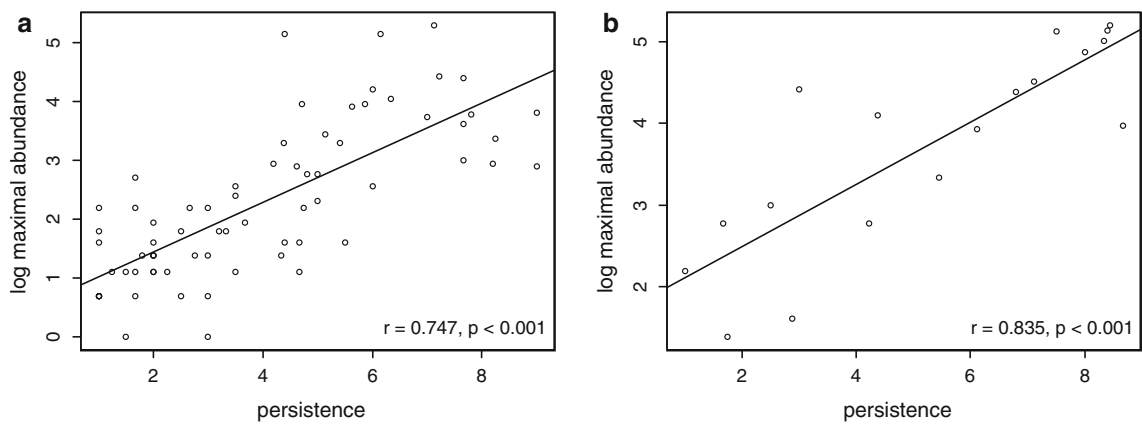 a
log maximal abundance
5
4
3
2
1
0
r = 0.747, p < 0.001
2 4 6 8
persistence
b
log maximal abundance
5
4
3
2
r = 0.835, p < 0.001
2 4 6 8
persistence